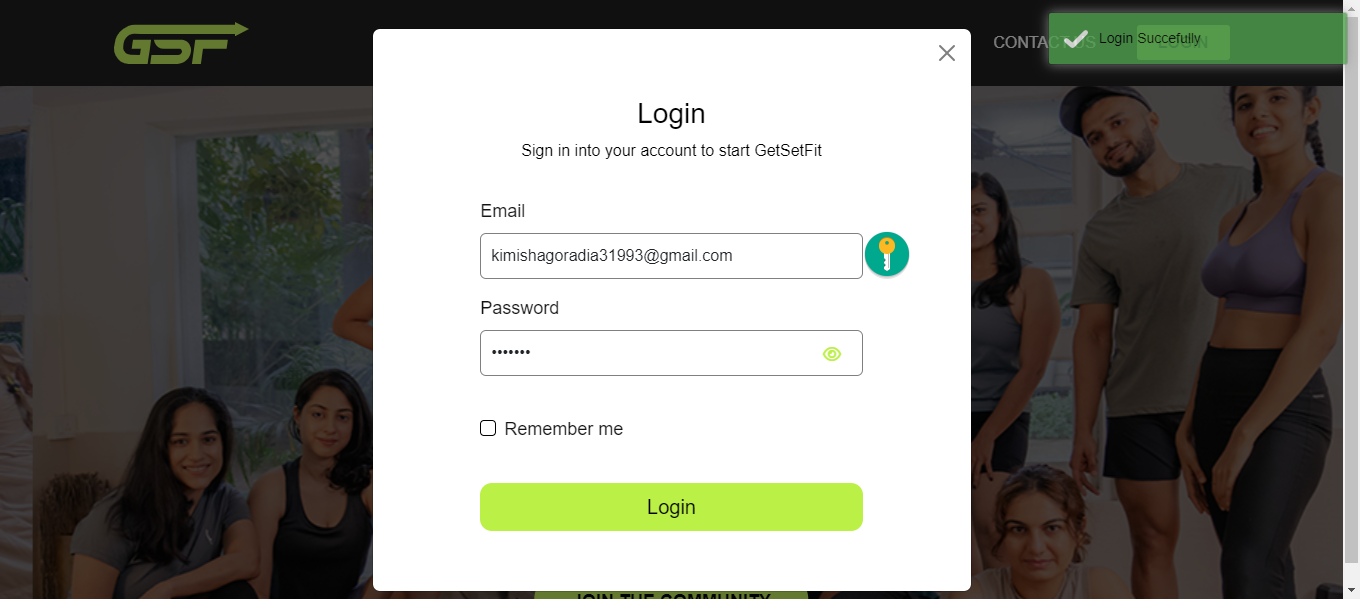 GSF
CONTACT US
LOGIN
Login Succefully
Login
Sign in into your account to start GetSetFit
Email
kimishagoradia31993@gmail.com
Password
•••••••
Remember me
Login
JOIN THE COMMUNITY